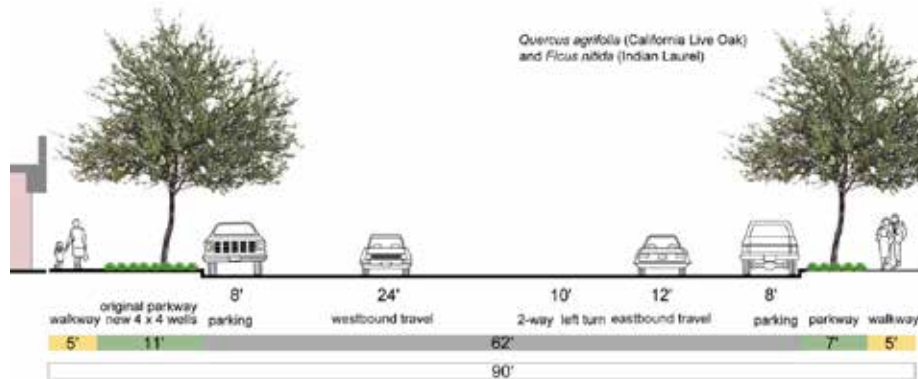 Quercus agrifolia (California Live Oak)
and Ficus nitida (Indian Laurel)
8' 24' 10' 12' 8'
original parkway
walkway new 4 x 4 wells parking westbound travel 2-way left turn eastbound travel parking parkway walkway
5' 11' 62' 7' 5'
90'